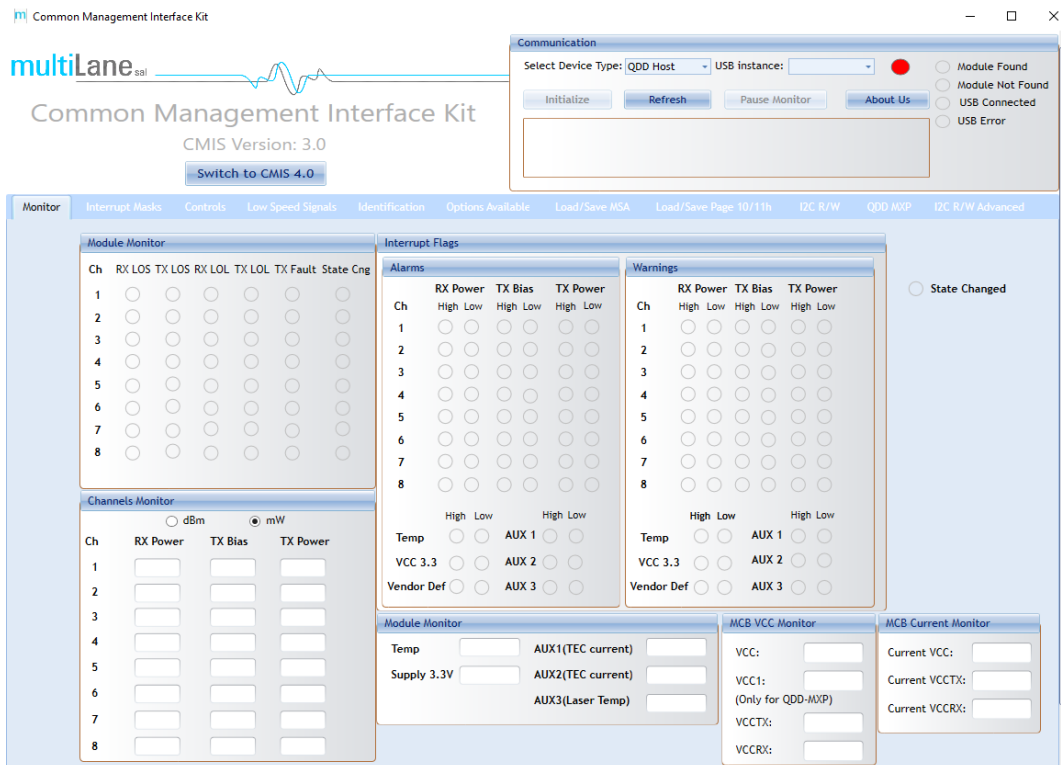 Common Management Interface Kit
multiLane sal
Common Management Interface Kit
CMIS Version: 3.0
Switch to CMIS 4.0
Communication
Select Device Type: QDD Host USB instance:
Initialize Refresh Pause Monitor About Us
Module Found
Module Not Found
USB Connected
USB Error
Monitor Interrupt Masks Controls Low Speed Signals Identification Options Available Load/Save MSA Load/Save Page 10/11h I2C R/W QDD MXP I2C R/W Advanced
Module Monitor
Ch RX LOS TX LOS RX LOL TX LOL TX Fault State Cng
1
2
3
4
5
6
7
8
Channels Monitor
dBm mW
Ch RX Power TX Bias TX Power
1
2
3
4
5
6
7
8
Interrupt Flags
Alarms
RX Power TX Bias TX Power
Ch High Low High Low High Low
1
2
3
4
5
6
7
8
High Low High Low
Temp AUX 1
VCC 3.3 AUX 2
Vendor Def AUX 3
Warnings
RX Power TX Bias TX Power
Ch High Low High Low High Low
1
2
3
4
5
6
7
8
High Low High Low
Temp AUX 1
VCC 3.3 AUX 2
Vendor Def AUX 3
State Changed
Module Monitor
Temp AUX1(TEC current)
Supply 3.3V AUX2(TEC current)
AUX3(Laser Temp)
MCB VCC Monitor
VCC:
VCC1:
(Only for QDD-MXP)
VCCTX:
VCCRX:
MCB Current Monitor
Current VCC:
Current VCCTX:
Current VCCRX: